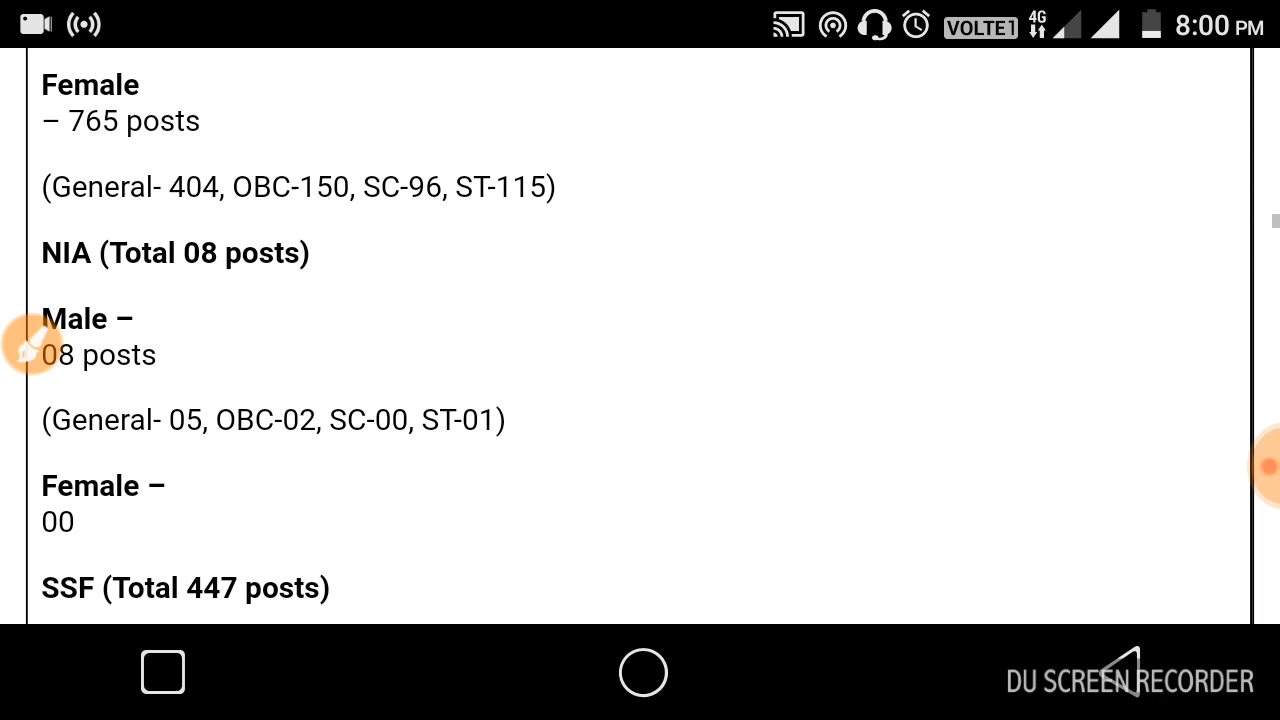 VOLTE1 4G 8:00 PM
Female
– 765 posts
(General- 404, OBC-150, SC-96, ST-115)
NIA (Total 08 posts)
Male –
08 posts
(General- 05, OBC-02, SC-00, ST-01)
Female –
00
SSF (Total 447 posts)
DU SCREEN RECORDER